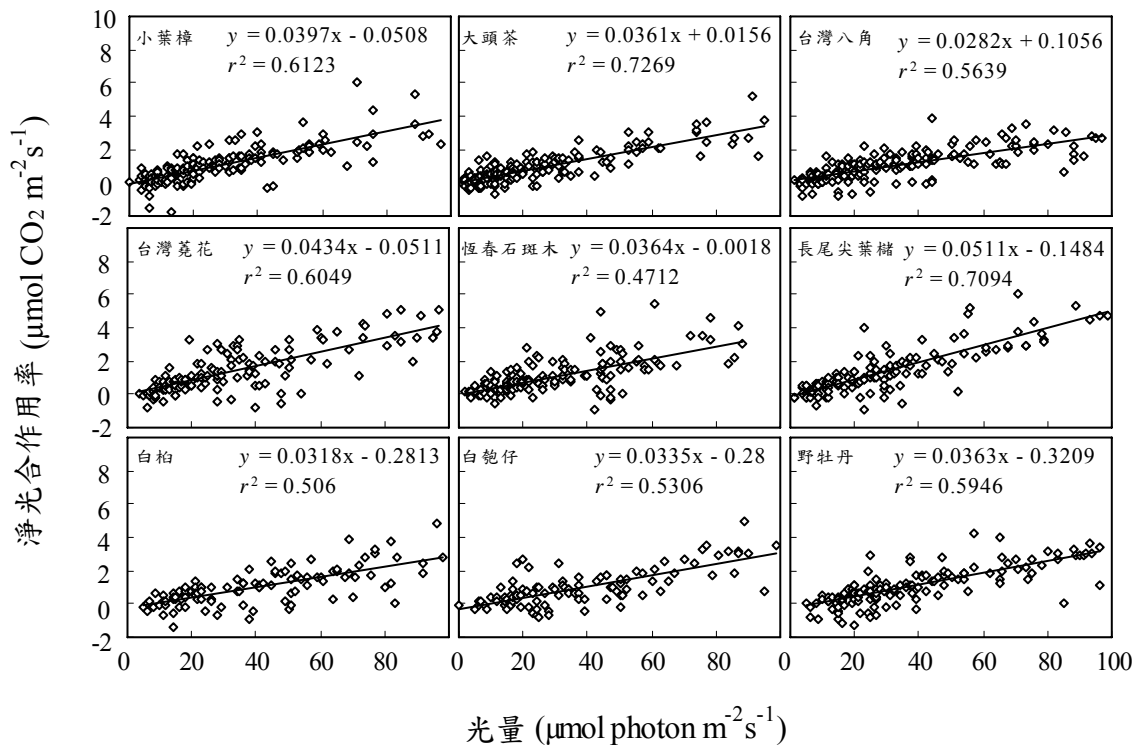 淨光合作用率 (μmol CO₂ m⁻² s⁻¹)
10
8
6
4
2
0
-2
小葉樟 y = 0.0397x - 0.0508
r² = 0.6123
大頭茶 y = 0.0361x + 0.0156
r² = 0.7269
台灣八角 y = 0.0282x + 0.1056
r² = 0.5639
8
6
4
2
0
-2
台灣蕘花 y = 0.0434x - 0.0511
r² = 0.6049
恆春石斑木 y = 0.0364x - 0.0018
r² = 0.4712
長尾尖葉櫧 y = 0.0511x - 0.1484
r² = 0.7094
8
6
4
2
0
-2
白桕 y = 0.0318x - 0.2813
r² = 0.506
白匏仔 y = 0.0335x - 0.28
r² = 0.5306
野牡丹 y = 0.0363x - 0.3209
r² = 0.5946
0 20 40 60 80 0 20 40 60 80 0 20 40 60 80 100
光量 (μmol photon m⁻²s⁻¹)